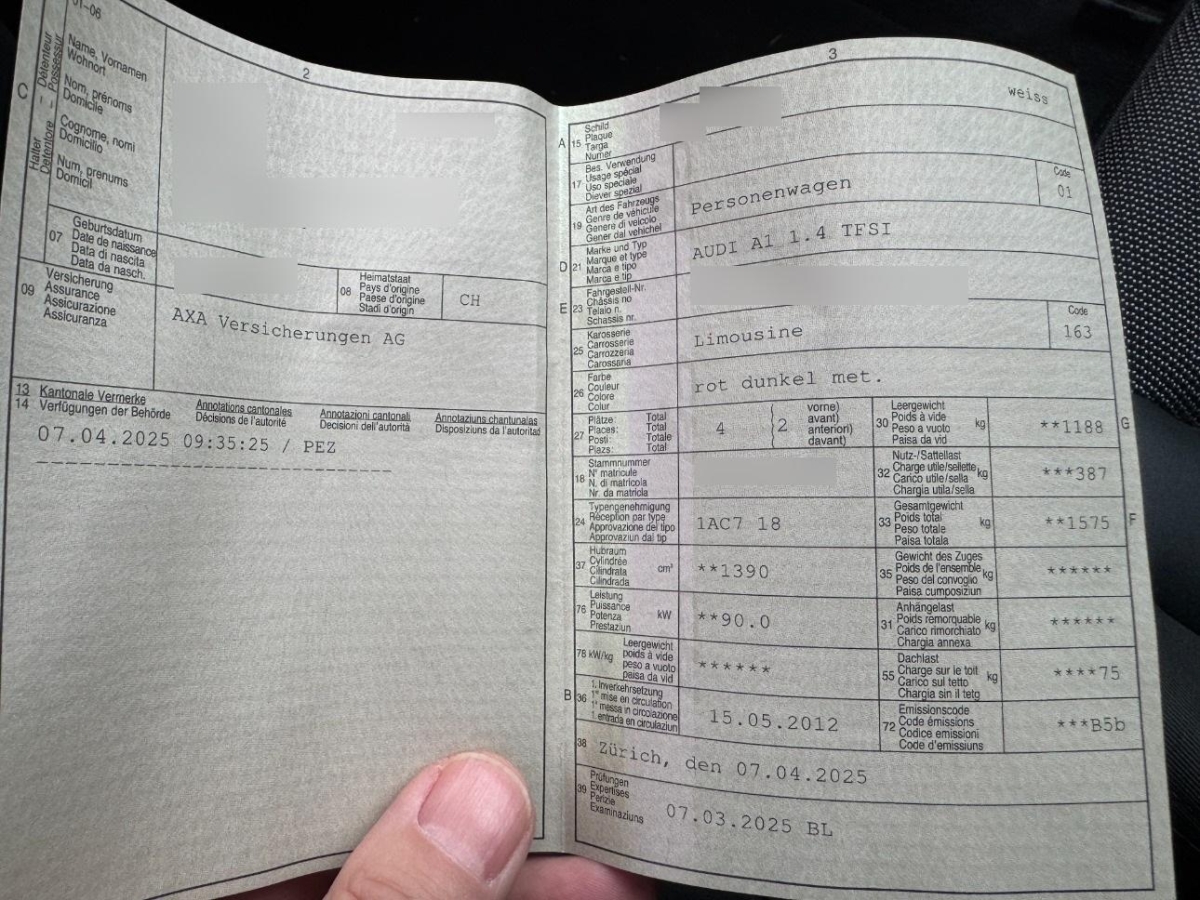 01-06
2
C
Halter – Détenteur
Detentore – Possessur
Name, Vornamen
Wohnort
Nom, prénoms
Domicile
Cognome, nomi
Domicilio
Num, prenums
Domicil
07
Geburtsdatum
Date de naissance
Data di nascita
Data da nasch.
08
Heimatstaat
Pays d'origine
Paese d'origine
Stadi d'origin
CH
09
Versicherung
Assurance
Assicurazione
Assicuranza
AXA Versicherungen AG
13 Kantonale Vermerke
14 Verfügungen der Behörde
Annotations cantonales
Décisions de l'autorité
Annotazioni cantonali
Decisioni dell'autorità
Annotaziuns chantunalas
Disposiziuns da l'autoritad
07.04.2025 09:35:25 / PEZ
3
A 15
Schild
Plaque
Targa
Numer
weiss
17
Bes. Verwendung
Usage spécial
Uso speciale
Diever spezial
19
Art des Fahrzeugs
Genre de véhicule
Genere di veicolo
Gener dal vehichel
Personenwagen
Code
01
D 21
Marke und Typ
Marque et type
Marca e tipo
Marca e tip
AUDI A1 1.4 TFSI
E 23
Fahrgestell-Nr.
Châssis no
Telaio n.
Schassis nr.
25
Karosserie
Carrosserie
Carrozzeria
Carossaria
Limousine
Code
163
26
Farbe
Couleur
Colore
Colur
rot dunkel met.
27
Plätze Total
Places: Total
Posti: Totale
Plazs: Total
4
2
vorne)
avant)
anteriori)
davant)
30
Leergewicht
Poids à vide
Peso a vuoto
Paisa da vid
kg
**1188
G
18
Stammnummer
N° matricule
N. di matricola
Nr. da matricla
32
Nutz-/Sattellast
Charge utile/sellette
Carico utile/sella
Chargia utila/sella
kg
***387
24
Typengenehmigung
Réception par type
Approvazione del tipo
Approvaziun dal tip
1AC7 18
33
Gesamtgewicht
Poids total
Peso totale
Paisa totala
kg
**1575
F
37
Hubraum
Cylindrée
Cilindrata
Cilindrada
cm³
**1390
35
Gewicht des Zuges
Poids de l'ensemble
Peso del convoglio
Paisa cumposiziun
kg
******
76
Leistung
Puissance
Potenza
Prestaziun
kW
**90.0
31
Anhängelast
Poids remorquable
Carico rimorchiato
Chargia annexa
kg
******
78 kW/kg
Leergewicht
poids à vide
peso a vuoto
paisa da vid
******
55
Dachlast
Charge sur le toit
Carico sul tetto
Chargia sin il tetg
kg
****75
B 36
1. Inverkehrsetzung
1re mise en circulation
1a messa in circolazione
1. entrada en circulaziun
15.05.2012
72
Emissionscode
Code émissions
Codice emissioni
Code d'emissiuns
***B5b
38
Zürich, den 07.04.2025
39
Prüfungen
Expertises
Perizie
Examinaziuns
07.03.2025 BL